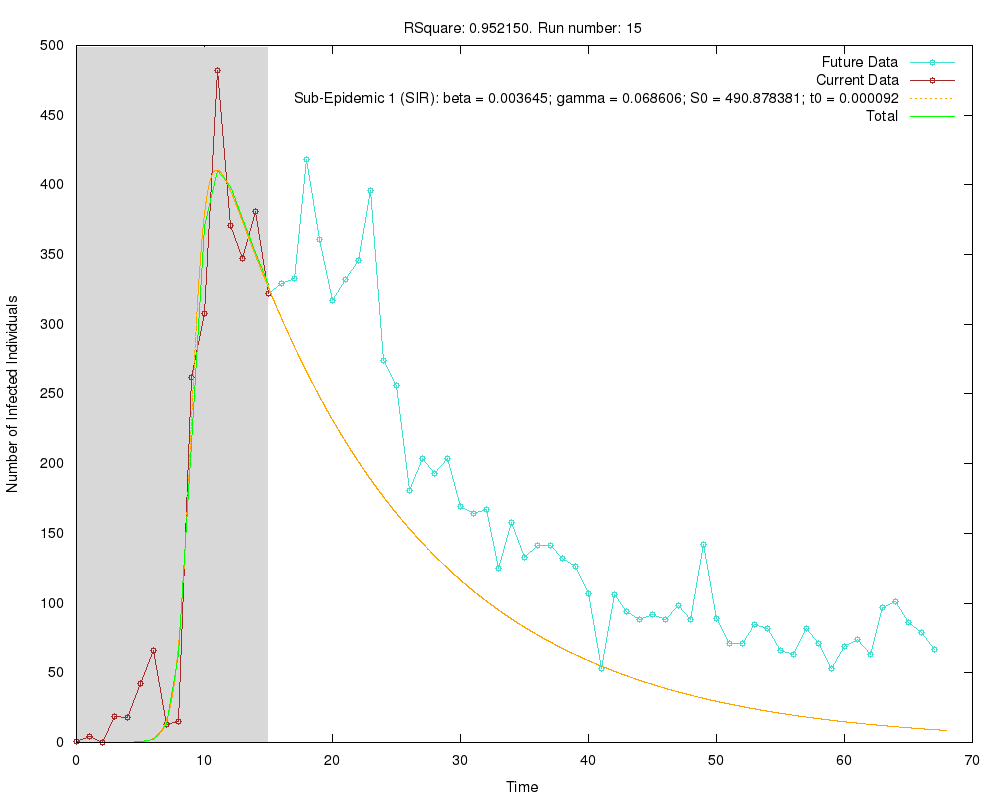 RSquare: 0.952150. Run number: 15
Future Data
Current Data
Sub-Epidemic 1 (SIR): beta = 0.003645; gamma = 0.068606; S0 = 490.878381; t0 = 0.000092
Total
500
450
400
350
300
250
200
150
100
50
0
Number of Infected Individuals
0 10 20 30 40 50 60 70
Time